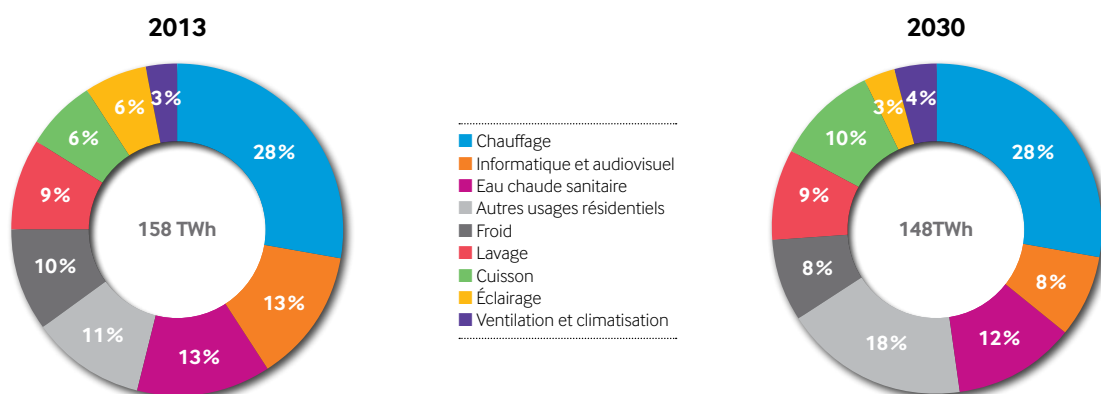 2013
28%
13%
13%
11%
10%
9%
6%
6%
3%
158 TWh
Chauffage
Informatique et audiovisuel
Eau chaude sanitaire
Autres usages résidentiels
Froid
Lavage
Cuisson
Éclairage
Ventilation et climatisation
2030
28%
8%
12%
18%
8%
9%
10%
3%
4%
148TWh